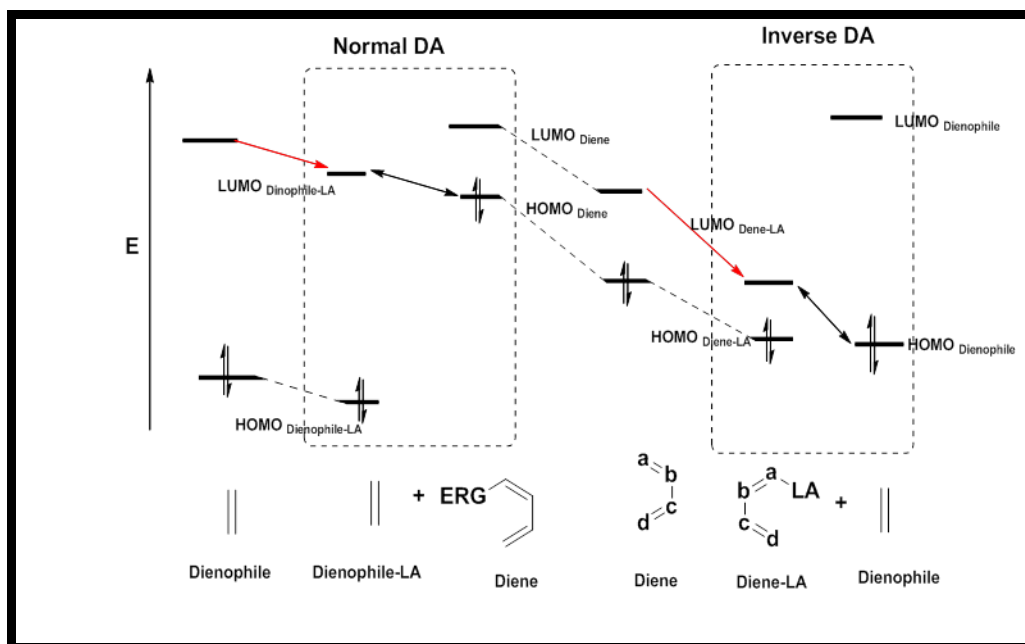 Normal DA
Inverse DA
E
LUMO Dinophile-LA
LUMO Diene
HOMO Diene
LUMO Dene-LA
LUMO Dienophile
HOMO Dienophile-LA
HOMO Diene-LA
HOMO Dienophile
+ ERG
a b c d
a b c d LA +
Dienophile
Dienophile-LA
Diene
Diene
Diene-LA
Dienophile